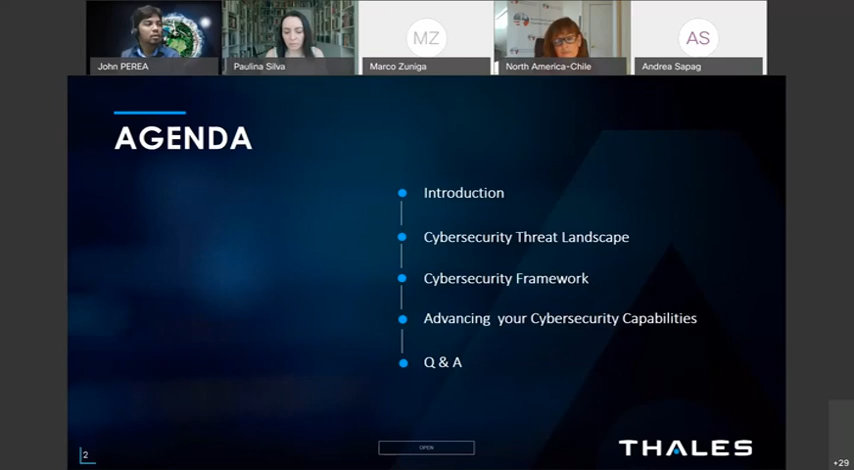 MZ
AS
John PEREA
Paulina Silva
Marco Zuniga
North America-Chile
Andrea Sapag
AGENDA
Introduction
Cybersecurity Threat Landscape
Cybersecurity Framework
Advancing your Cybersecurity Capabilities
Q & A
2
OPEN
THALES
+29